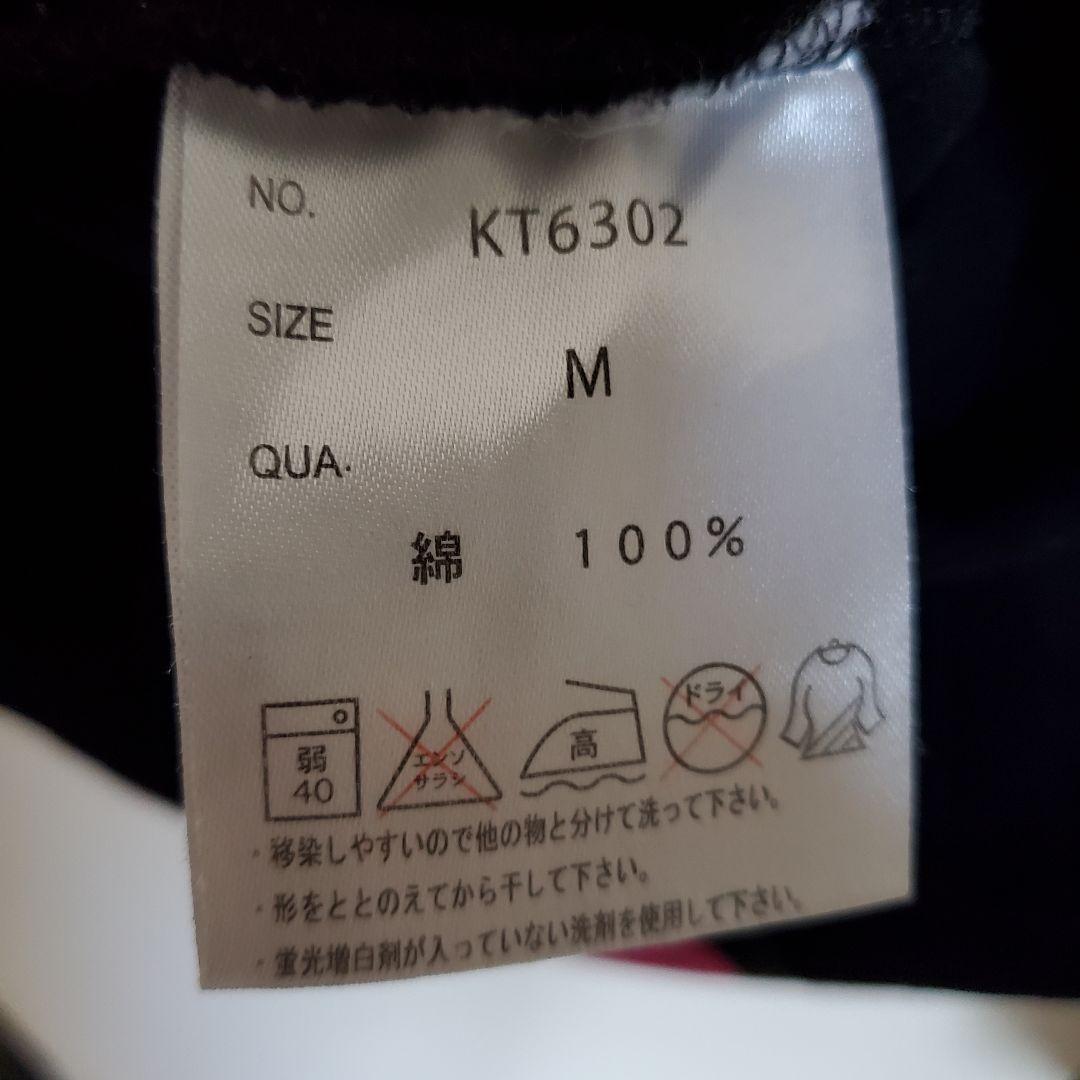 NO.
KT6302
SIZE
M
QUA.
綿 100%
弱
40
エンソ
サラシ
高
ドライ
・移染しやすいので他の物と分けて洗って下さい。
・形をととのえてから干して下さい。
・蛍光増白剤が入っていない洗剤を使用して下さい。